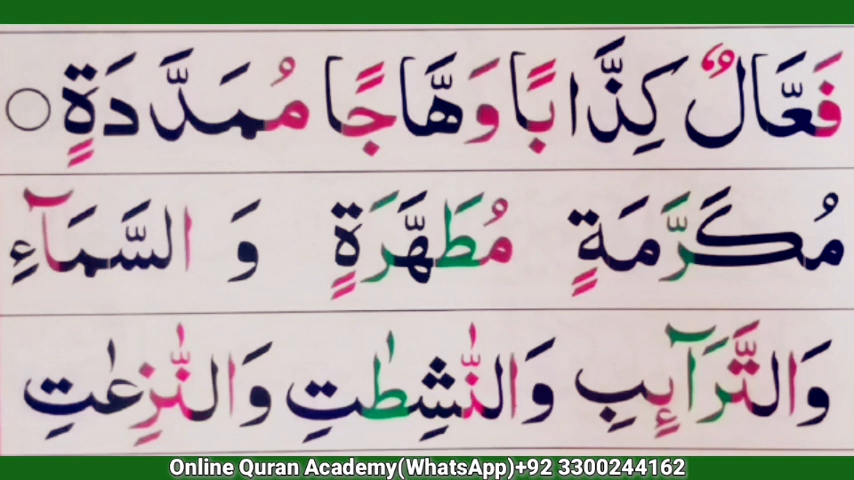 فَعَّالٌ كِذَّابًا وَهَّاجًا مُمَدَّدَةٍ ○
مُكَرَّمَةٍ مُطَهَّرَةٍ وَ السَّمَآءِ
وَالتَّرَآئِبِ وَالنّٰشِطٰتِ وَالنّٰزِعٰتِ
Online Quran Academy(WhatsApp)+92 3300244162